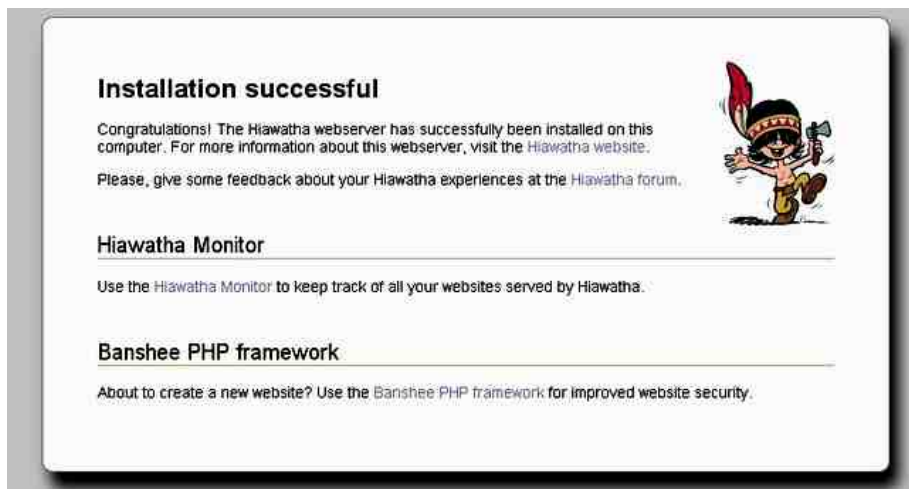 Installation successful
Congratulations! The Hiawatha webserver has successfully been installed on this
computer. For more information about this webserver, visit the Hiawatha website.
Please, give some feedback about your Hiawatha experiences at the Hiawatha forum.
Hiawatha Monitor
Use the Hiawatha Monitor to keep track of all your websites served by Hiawatha.
Banshee PHP framework
About to create a new website? Use the Banshee PHP framework for improved website security.